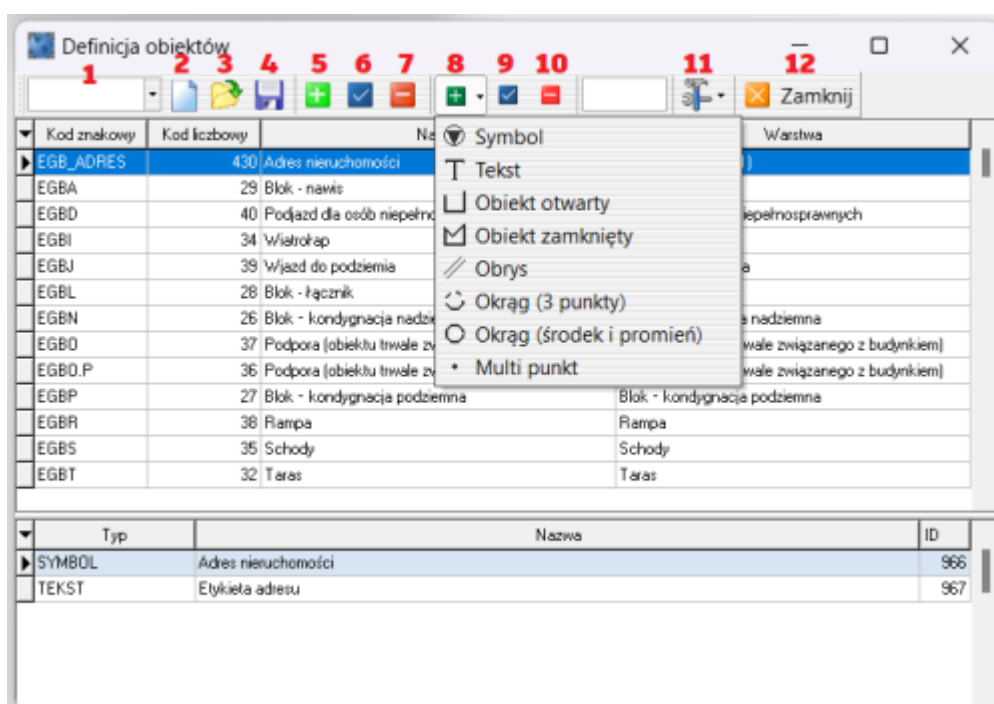 Definicja obiektów
1 2 3 4 5 6 7 8 9 10 11 12
Zamknij
Kod znakowy Kod liczbowy Na Warstwa
EGB_ADRES 430 Adres nieruchomości )
EGBA 29 Blok - nawis
EGBD 40 Podjazd dla osób niepełno iepełnosprawnych
EGBI 34 Wiatrołap
EGBJ 39 Wjazd do podziemia a
EGBL 28 Blok - łącznik
EGBN 26 Blok - kondygnacja nadzie a nadziemna
EGBO 37 Podpora (obiektu trwale zw wale związanego z budynkiem)
EGBO.P 36 Podpora (obiektu trwale zw wale związanego z budynkiem)
EGBP 27 Blok - kondygnacja podziemna Blok - kondygnacja podziemna
EGBR 38 Rampa Rampa
EGBS 35 Schody Schody
EGBT 32 Taras Taras
Symbol
Tekst
Obiekt otwarty
Obiekt zamknięty
Obrys
Okrąg (3 punkty)
Okrąg (środek i promień)
Multi punkt
Typ Nazwa ID
SYMBOL Adres nieruchomości 966
TEKST Etykieta adresu 967